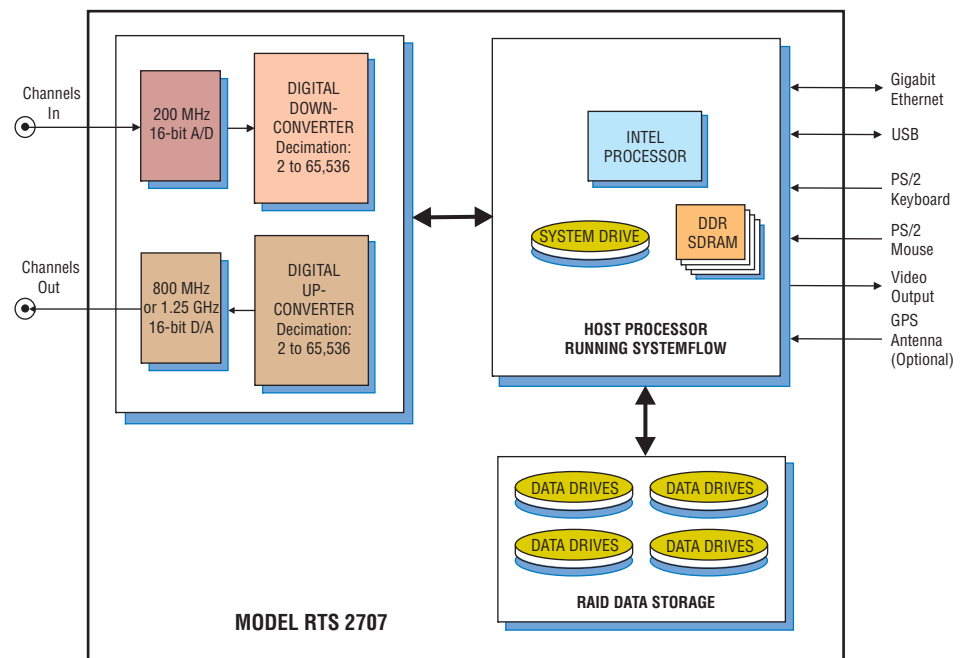 Channels
In
200 MHz
16-bit A/D
DIGITAL
DOWN-
CONVERTER
Decimation:
2 to 65,536
Channels
Out
800 MHz
or 1.25 GHz
16-bit D/A
DIGITAL
UP-
CONVERTER
Decimation:
2 to 65,536
INTEL
PROCESSOR
SYSTEM DRIVE
DDR
SDRAM
HOST PROCESSOR
RUNNING SYSTEMFLOW
Gigabit
Ethernet
USB
PS/2
Keyboard
PS/2
Mouse
Video
Output
GPS
Antenna
(Optional)
DATA DRIVES
DATA DRIVES
DATA DRIVES
DATA DRIVES
RAID DATA STORAGE
MODEL RTS 2707